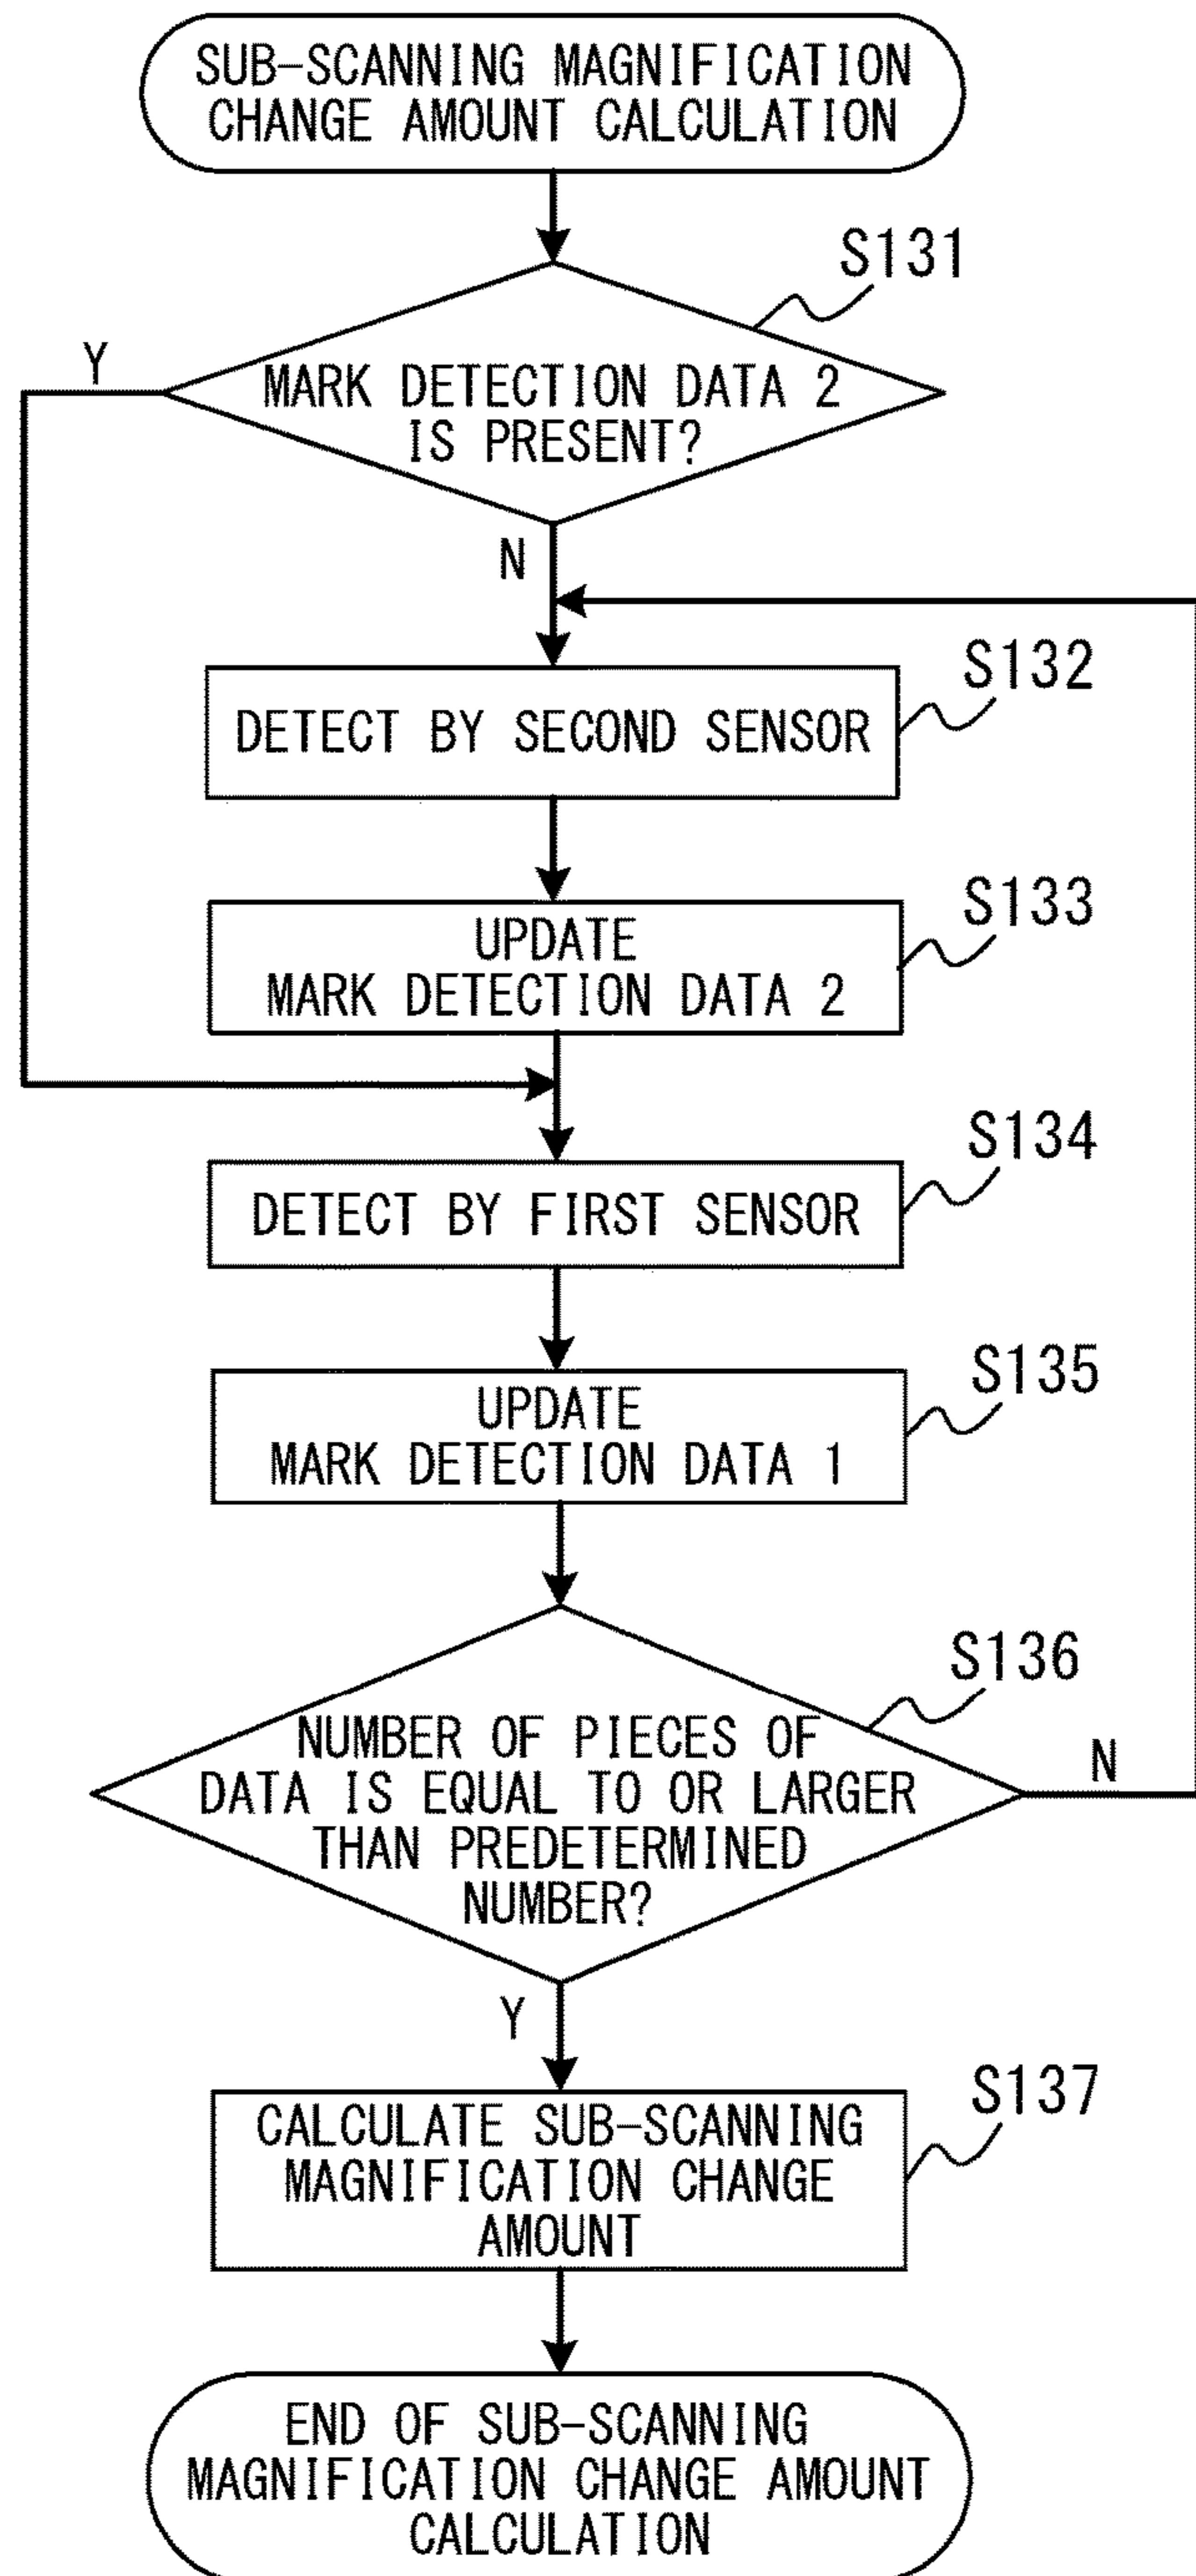 SUB-SCANNING MAGNIFICATION
CHANGE AMOUNT CALCULATION
S131
Y
MARK DETECTION DATA 2
IS PRESENT?
N
S132
DETECT BY SECOND SENSOR
S133
UPDATE
MARK DETECTION DATA 2
S134
DETECT BY FIRST SENSOR
S135
UPDATE
MARK DETECTION DATA 1
S136
NUMBER OF PIECES OF
DATA IS EQUAL TO OR LARGER
THAN PREDETERMINED
NUMBER?
N
Y
S137
CALCULATE SUB-SCANNING
MAGNIFICATION CHANGE
AMOUNT
END OF SUB-SCANNING
MAGNIFICATION CHANGE AMOUNT
CALCULATION